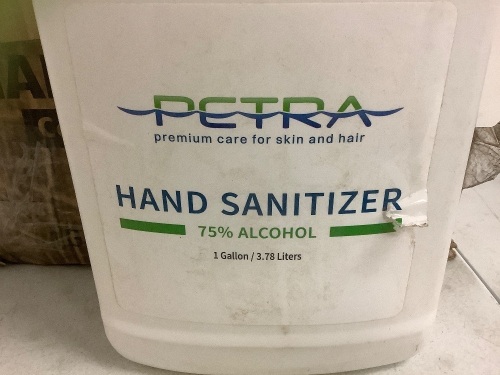 PETRA
premium care for skin and hair
HAND SANITIZER
75% ALCOHOL
1 Gallon / 3.78 Liters